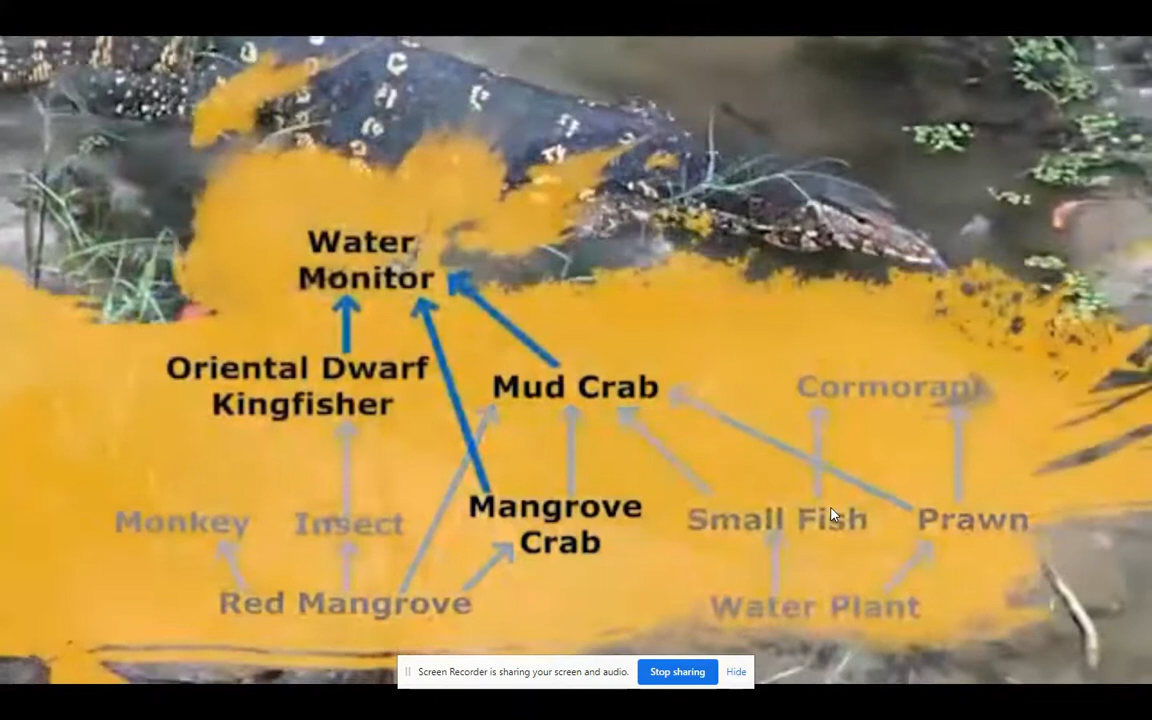 Water
Monitor
Oriental Dwarf
Kingfisher
Mud Crab
Cormorant
Mangrove
Crab
Monkey
Insect
Small Fish
Prawn
Red Mangrove
Water Plant
Screen Recorder is sharing your screen and audio.
Stop sharing
Hide